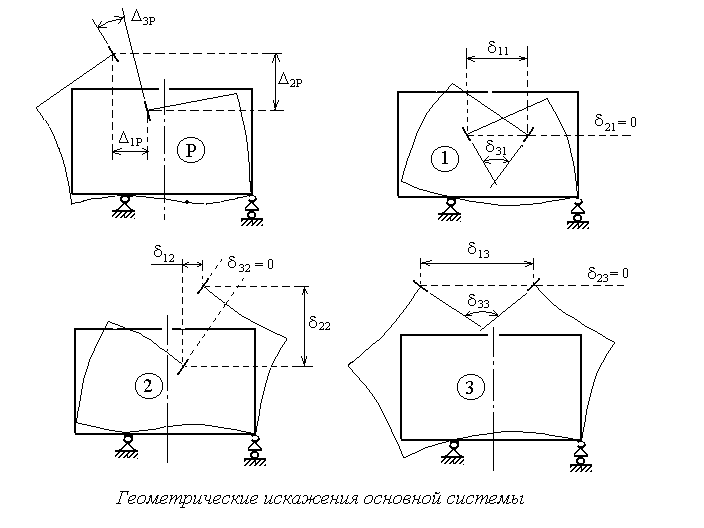 Δ3P
Δ2P
Δ1P
P
δ11
δ21 = 0
δ31
1
δ12
δ32 = 0
δ22
2
δ13
δ23 = 0
δ33
3
Геометрические искажения основной системы